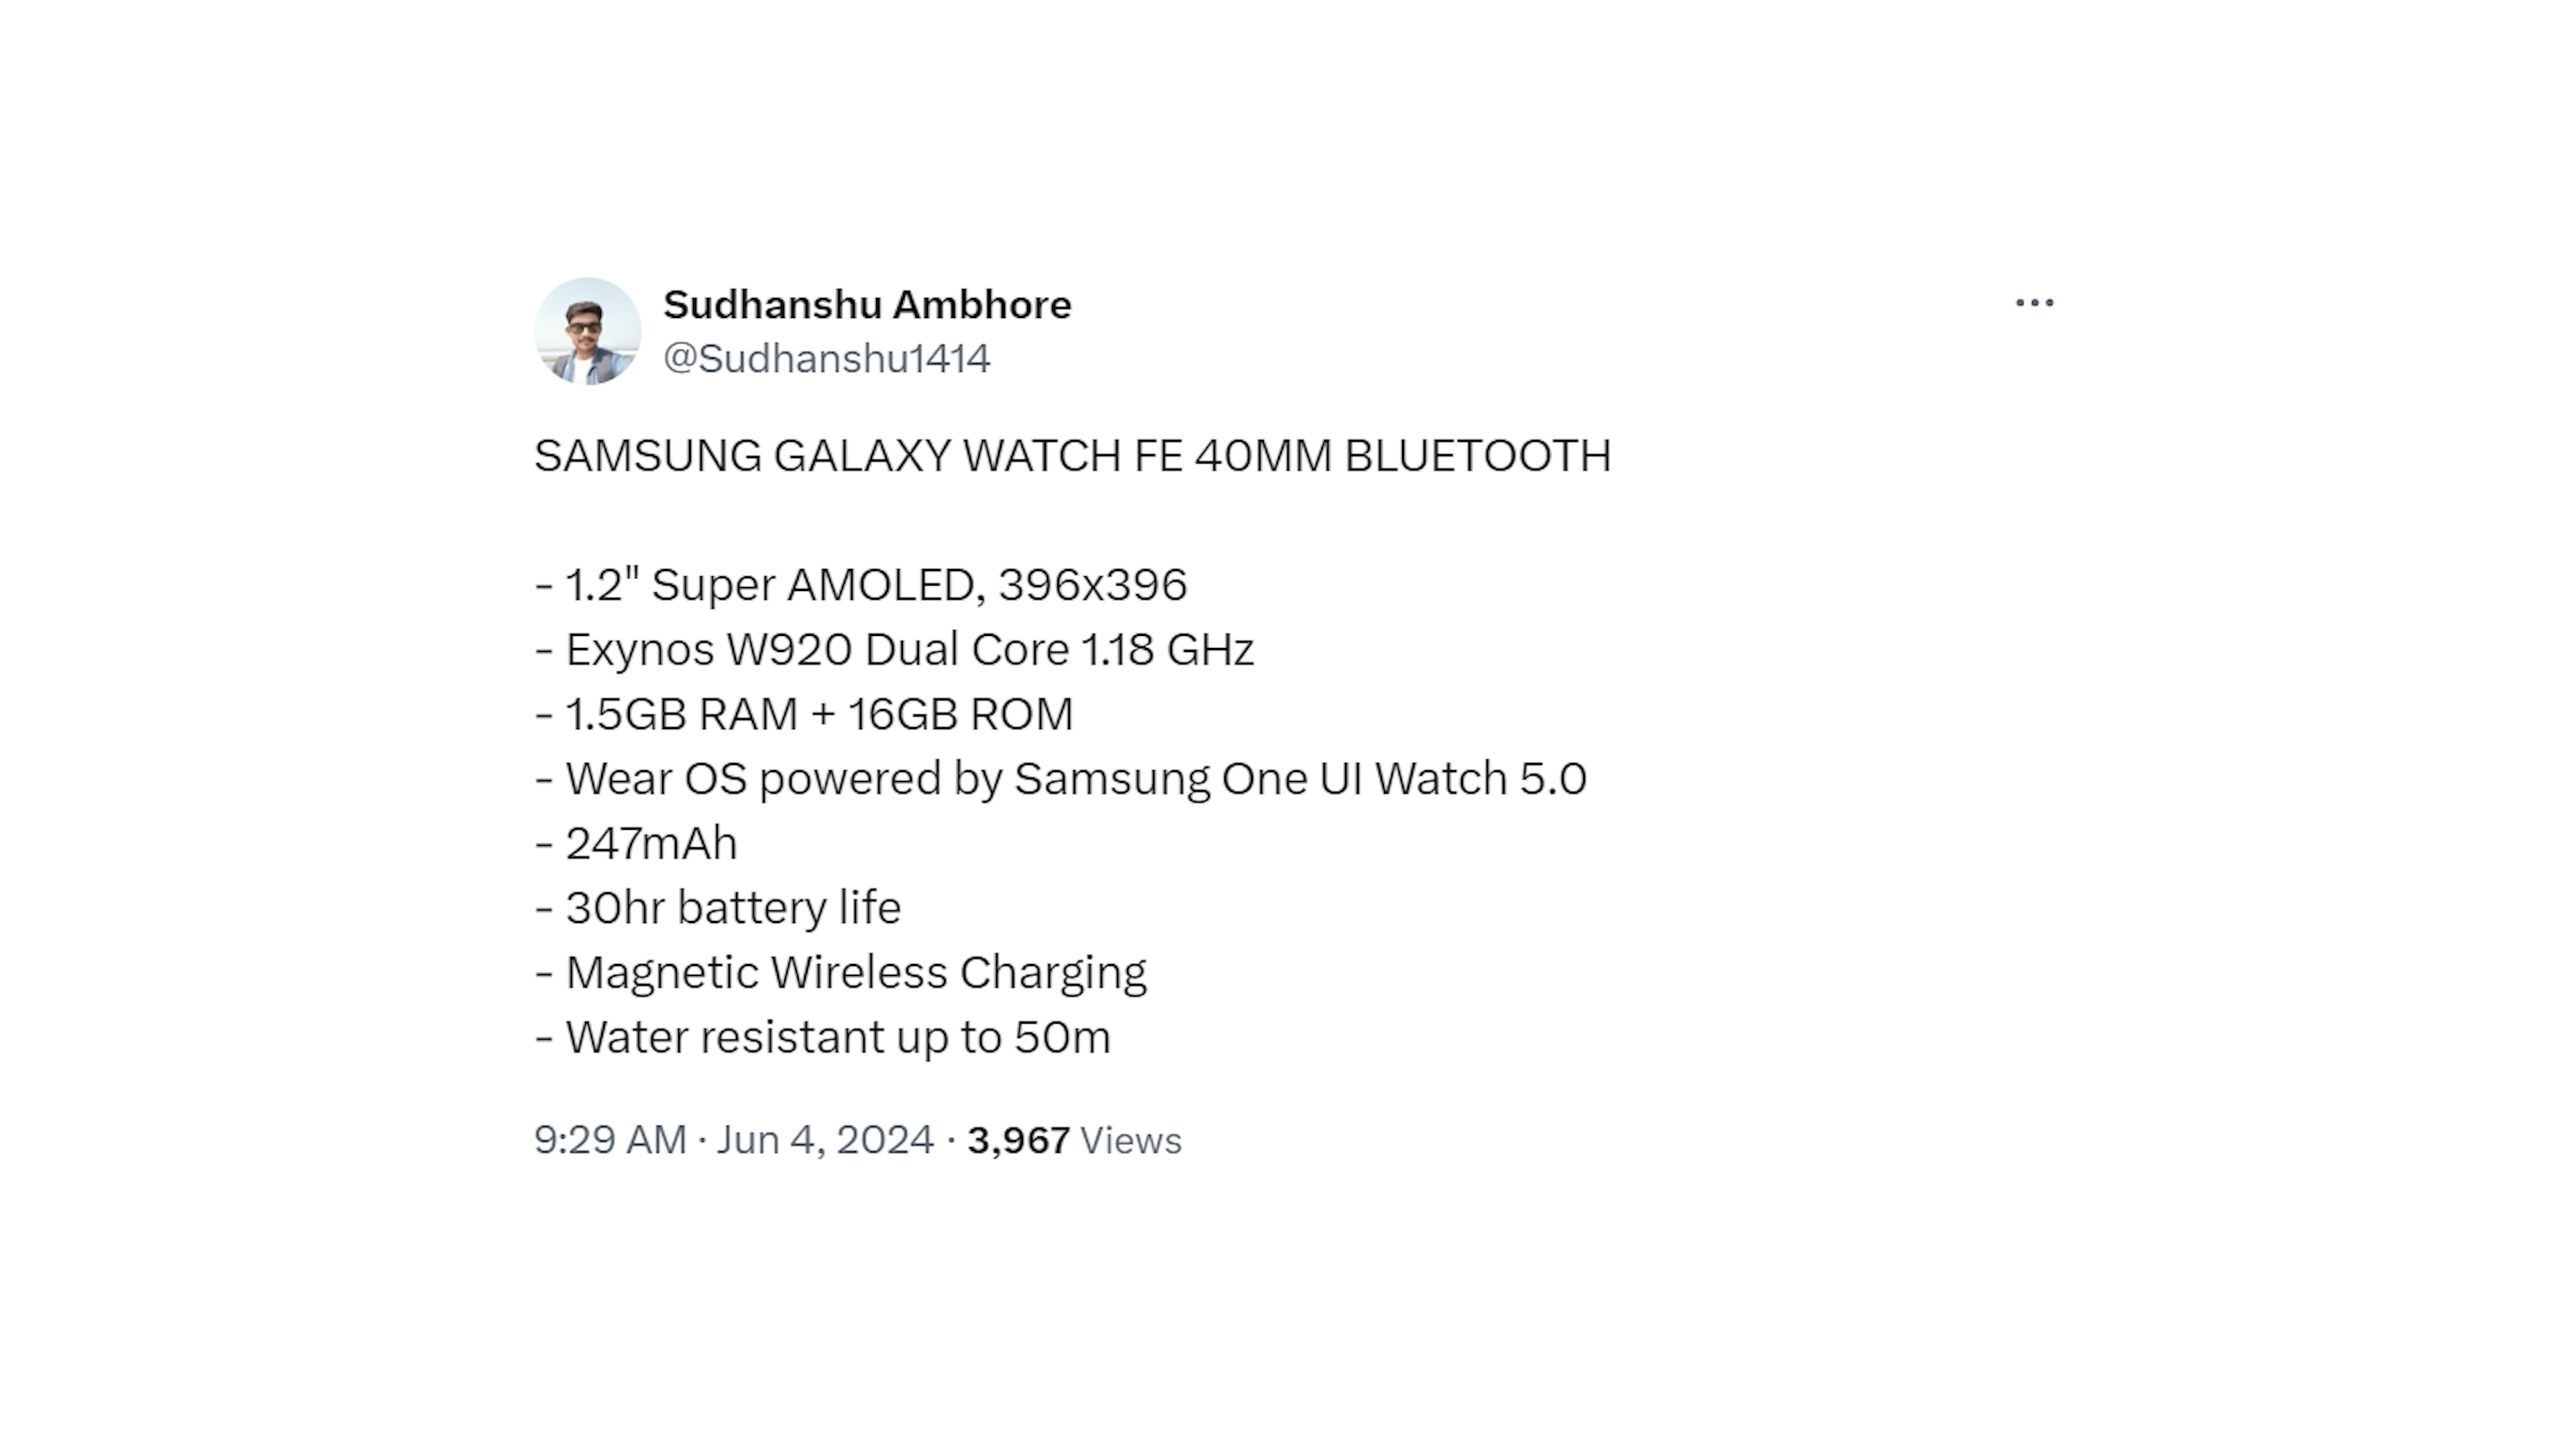 Sudhanshu Ambhore
@Sudhanshu1414
SAMSUNG GALAXY WATCH FE 40MM BLUETOOTH
- 1.2" Super AMOLED, 396x396
- Exynos W920 Dual Core 1.18 GHz
- 1.5GB RAM + 16GB ROM
- Wear OS powered by Samsung One UI Watch 5.0
- 247mAh
- 30hr battery life
- Magnetic Wireless Charging
- Water resistant up to 50m
9:29 AM · Jun 4, 2024 · 3,967 Views